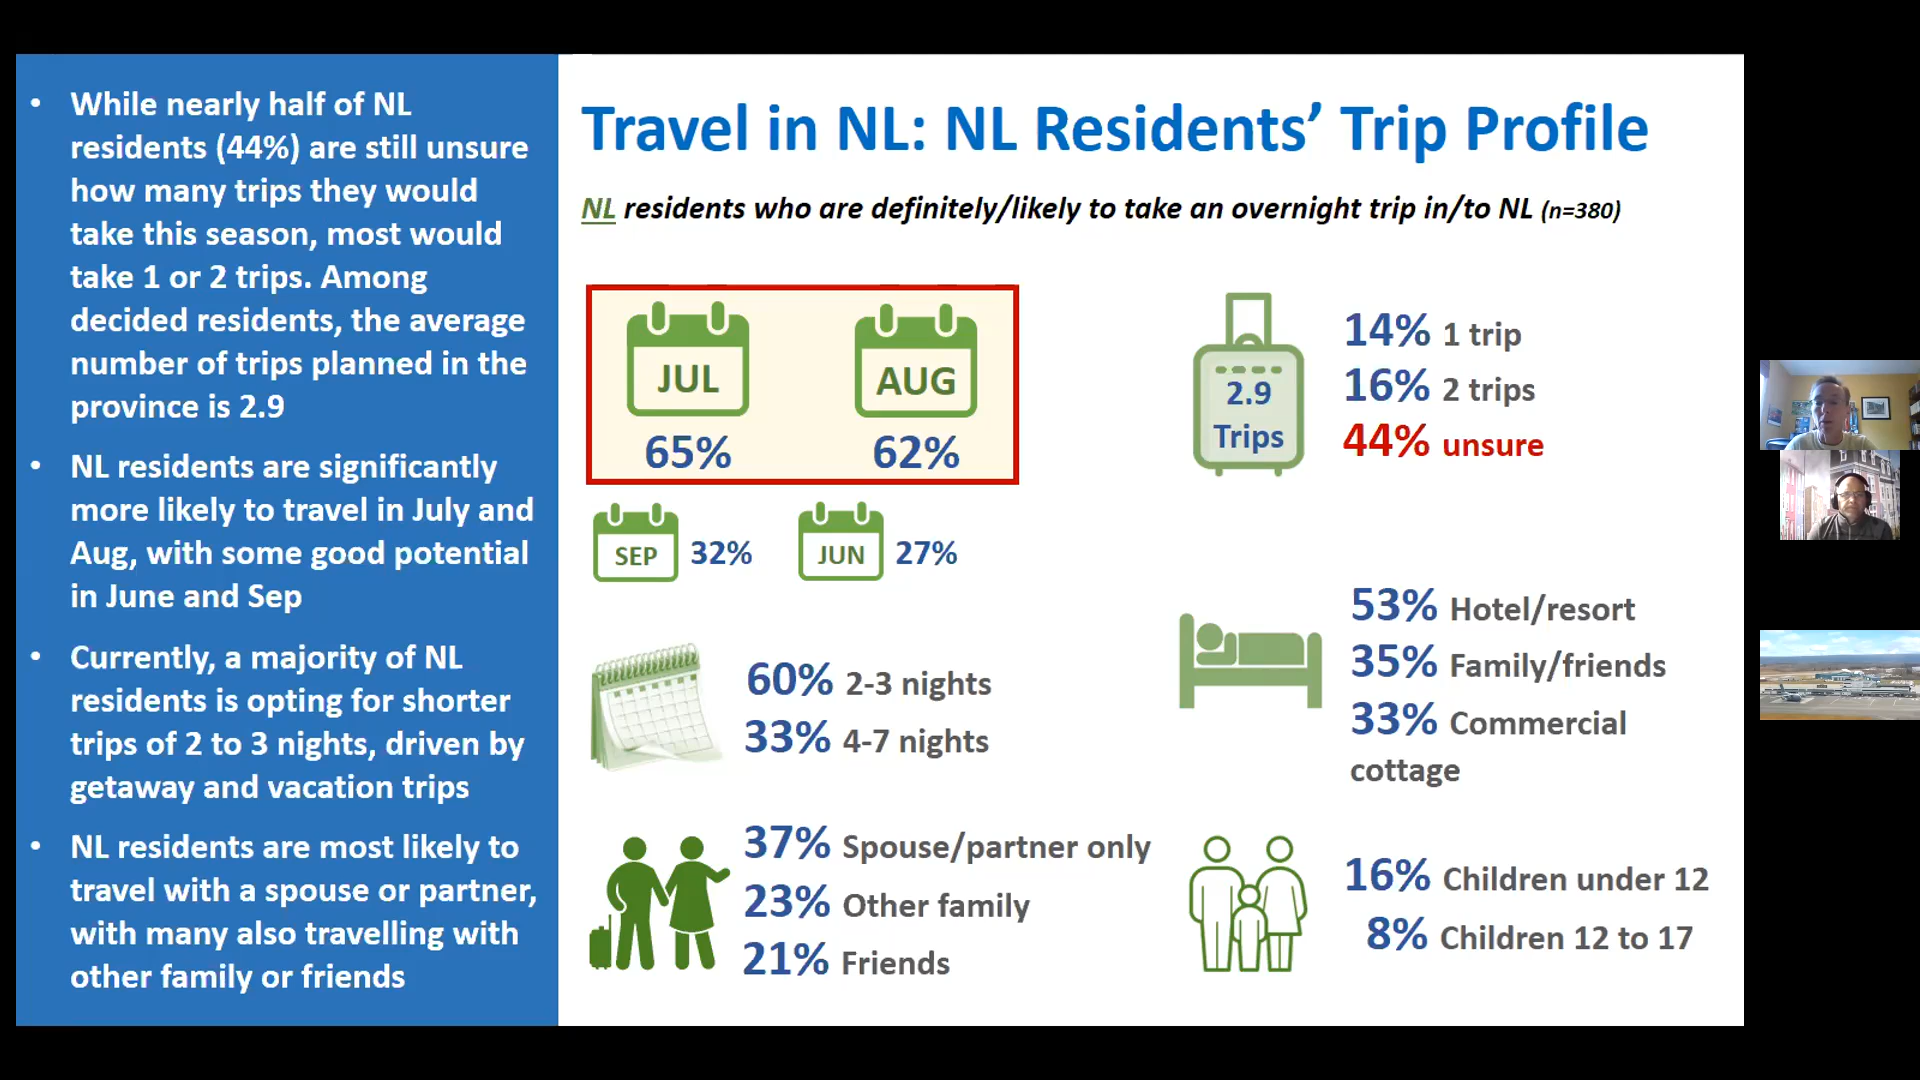 • While nearly half of NL
residents (44%) are still unsure
how many trips they would
take this season, most would
take 1 or 2 trips. Among
decided residents, the average
number of trips planned in the
province is 2.9
• NL residents are significantly
more likely to travel in July and
Aug, with some good potential
in June and Sep
• Currently, a majority of NL
residents is opting for shorter
trips of 2 to 3 nights, driven by
getaway and vacation trips
• NL residents are most likely to
travel with a spouse or partner,
with many also travelling with
other family or friends
Travel in NL: NL Residents’ Trip Profile
NL residents who are definitely/likely to take an overnight trip in/to NL (n=380)
JUL
65%
AUG
62%
SEP 32%
JUN 27%
2.9
Trips
14% 1 trip
16% 2 trips
44% unsure
60% 2-3 nights
33% 4-7 nights
53% Hotel/resort
35% Family/friends
33% Commercial
cottage
37% Spouse/partner only
23% Other family
21% Friends
16% Children under 12
8% Children 12 to 17